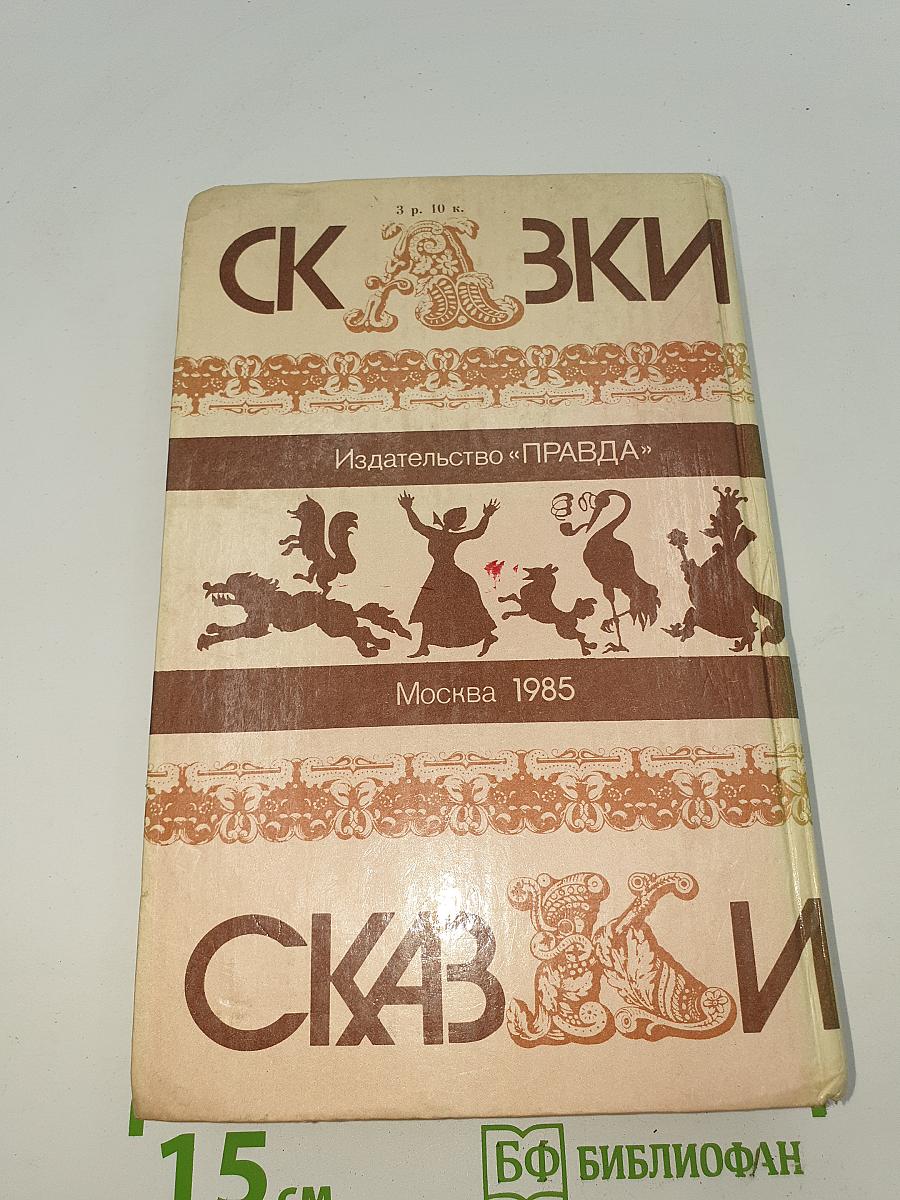 3 р. 10 к.
СКАЗКИ
Издательство «ПРАВДА»
Москва 1985
СКАЗКИ
15 см
БФ БИБЛИОФАН